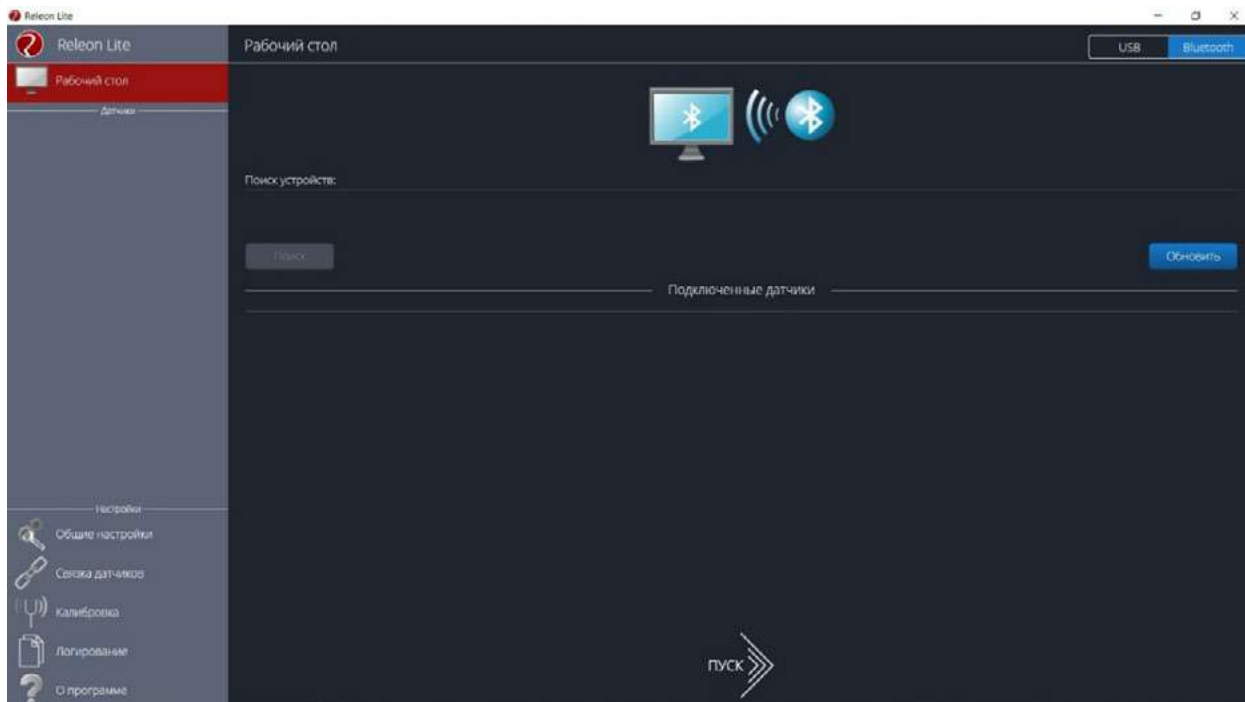 Releon Lite
Releon Lite
Рабочий стол
USB
Bluetooth
Рабочий стол
Датчики
Поиск устройств:
Поиск
Обновить
Подключенные датчики
Настройки
Общие настройки
Связка датчиков
Калибровка
Логирование
О программе
ПУСК